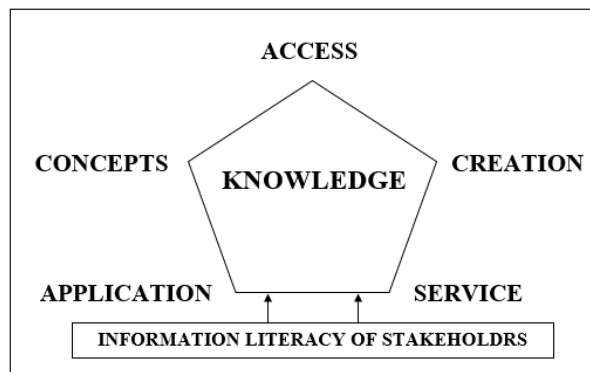 ACCESS
CONCEPTS
CREATION
KNOWLEDGE
APPLICATION
SERVICE
INFORMATION LITERACY OF STAKEHOLDRS